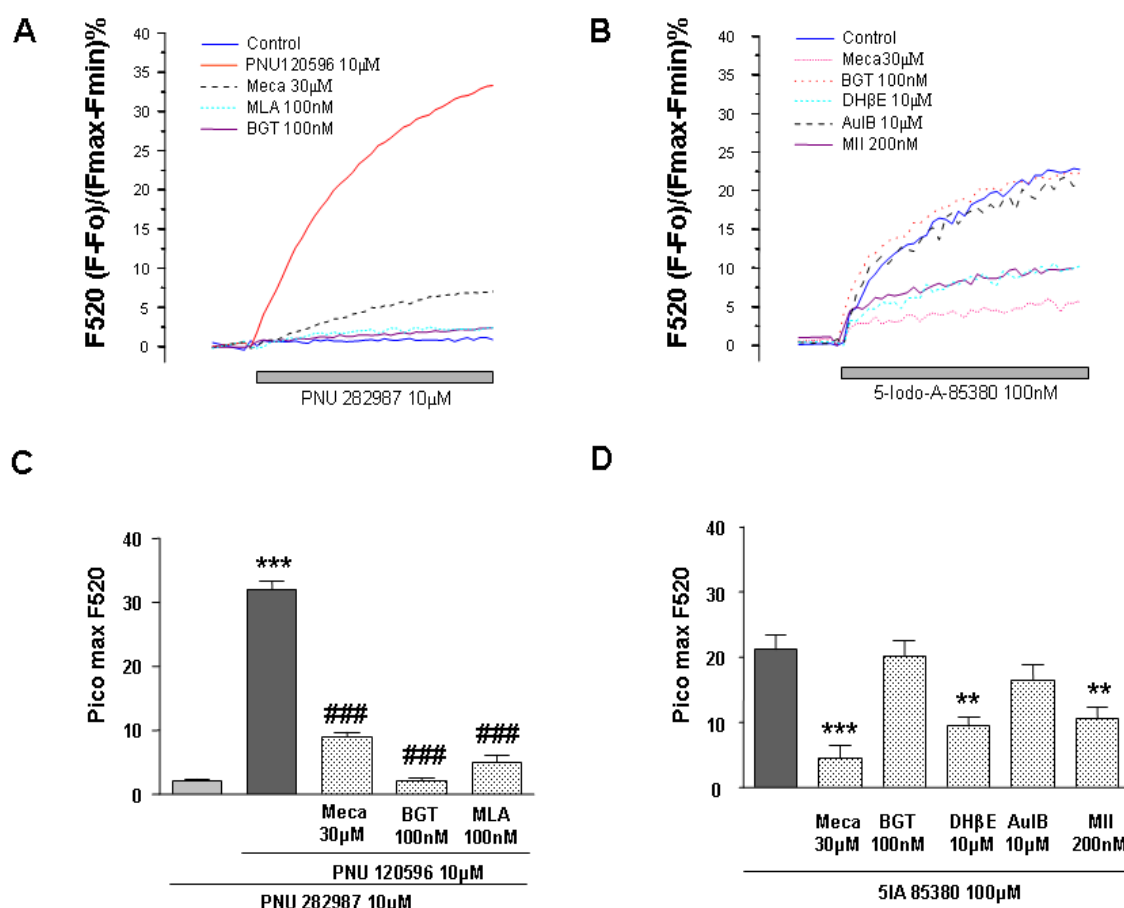 A
F520 (F-Fo)/(Fmax-Fmin)%
40
35
30
25
20
15
10
5
0
Control
PNU120596 10µM
Meca 30µM
MLA 100nM
BGT 100nM
PNU 282987 10µM
B
F520 (F-Fo)/(Fmax-Fmin)%
40
35
30
25
20
15
10
5
0
Control
Meca30µM
BGT 100nM
DHβE 10µM
AuIB 10µM
MII 200nM
5-Iodo-A-85380 100nM
C
Pico max F520
40
30
20
10
0
***
###
###
###
Meca BGT MLA
30µM 100nM 100nM
PNU 120596 10µM
PNU 282987 10µM
D
Pico max F520
40
30
20
10
0
***
**
**
Meca BGT DHβE AuIB MII
30µM 100nM 10µM 10µM 200nM
5IA 85380 100µM